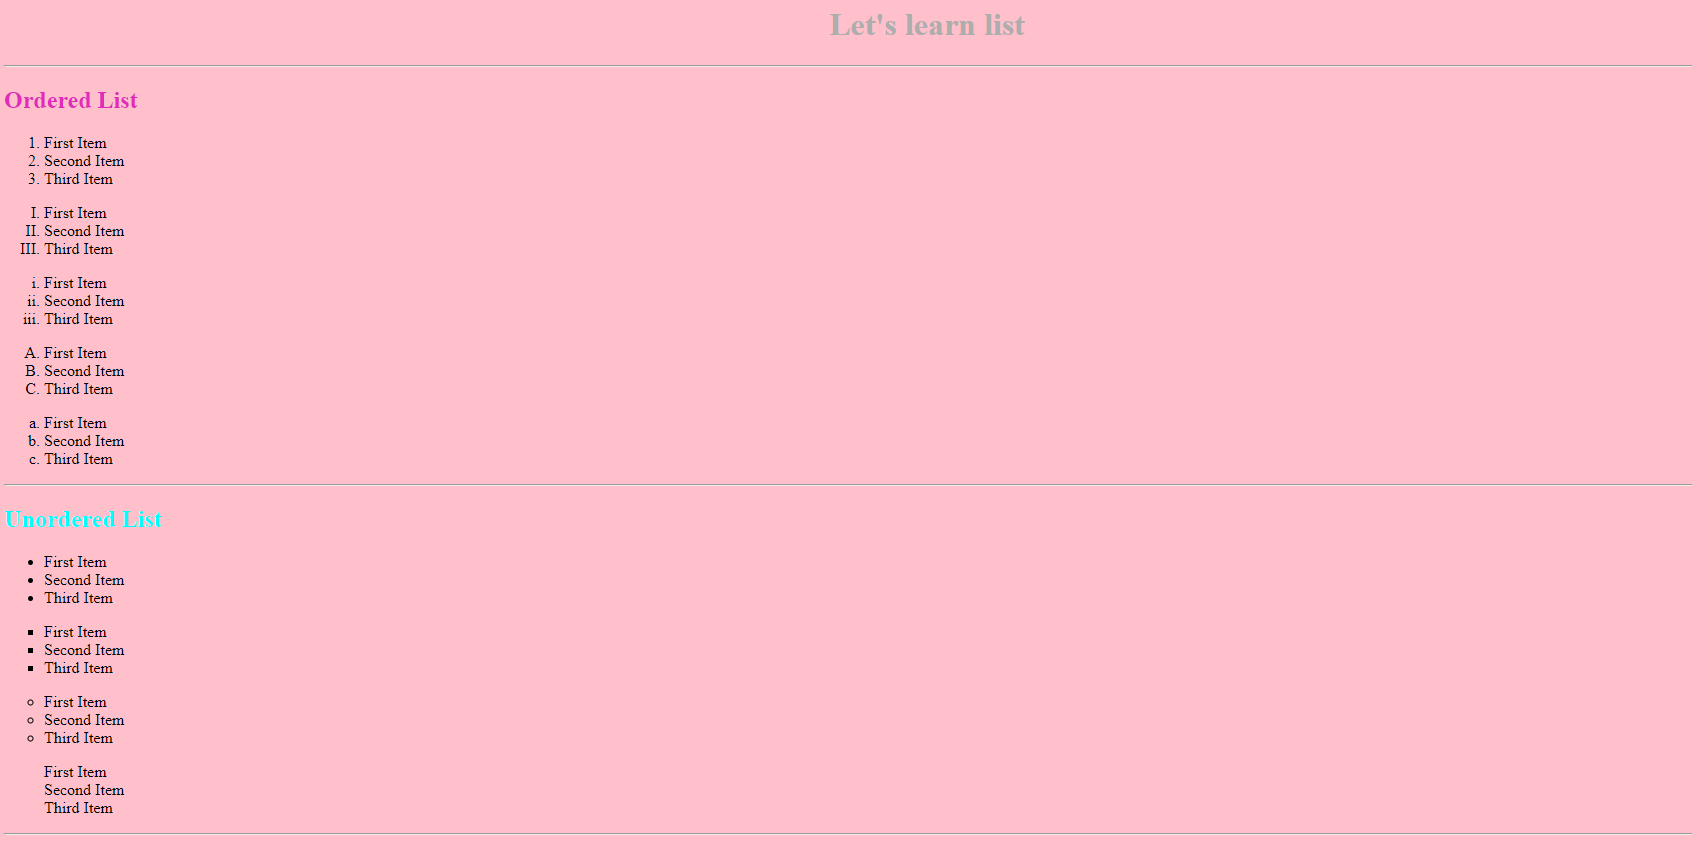 Let's learn list
Ordered List
1. First Item
2. Second Item
3. Third Item
I. First Item
II. Second Item
III. Third Item
i. First Item
ii. Second Item
iii. Third Item
A. First Item
B. Second Item
C. Third Item
a. First Item
b. Second Item
c. Third Item
Unordered List
• First Item
• Second Item
• Third Item
▪ First Item
▪ Second Item
▪ Third Item
◦ First Item
◦ Second Item
◦ Third Item
First Item
Second Item
Third Item